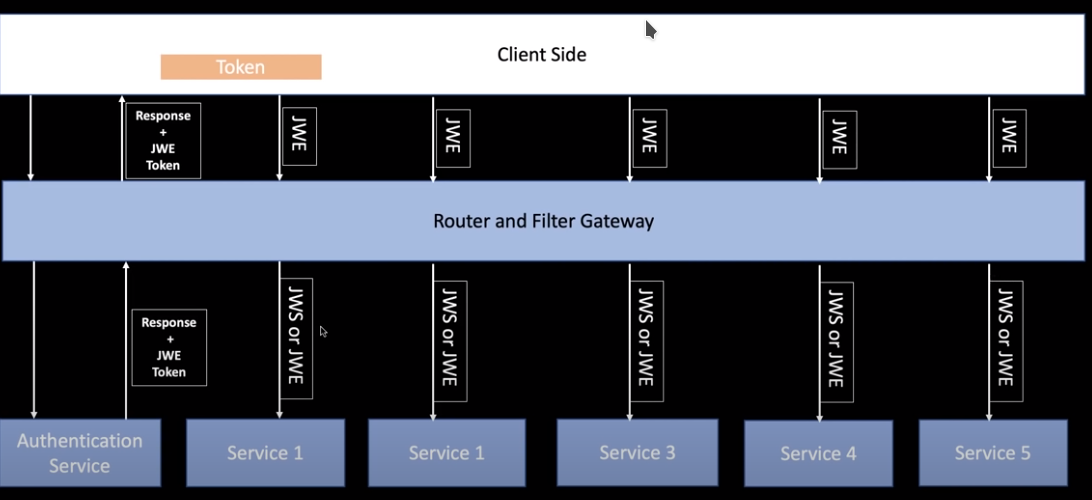 Client Side
Token
Response
+
JWE
Token
JWE
JWE
JWE
JWE
JWE
Router and Filter Gateway
Response
+
JWE
Token
JWS or JWE
JWS or JWE
JWS or JWE
JWS or JWE
JWS or JWE
Authentication
Service
Service 1
Service 1
Service 3
Service 4
Service 5